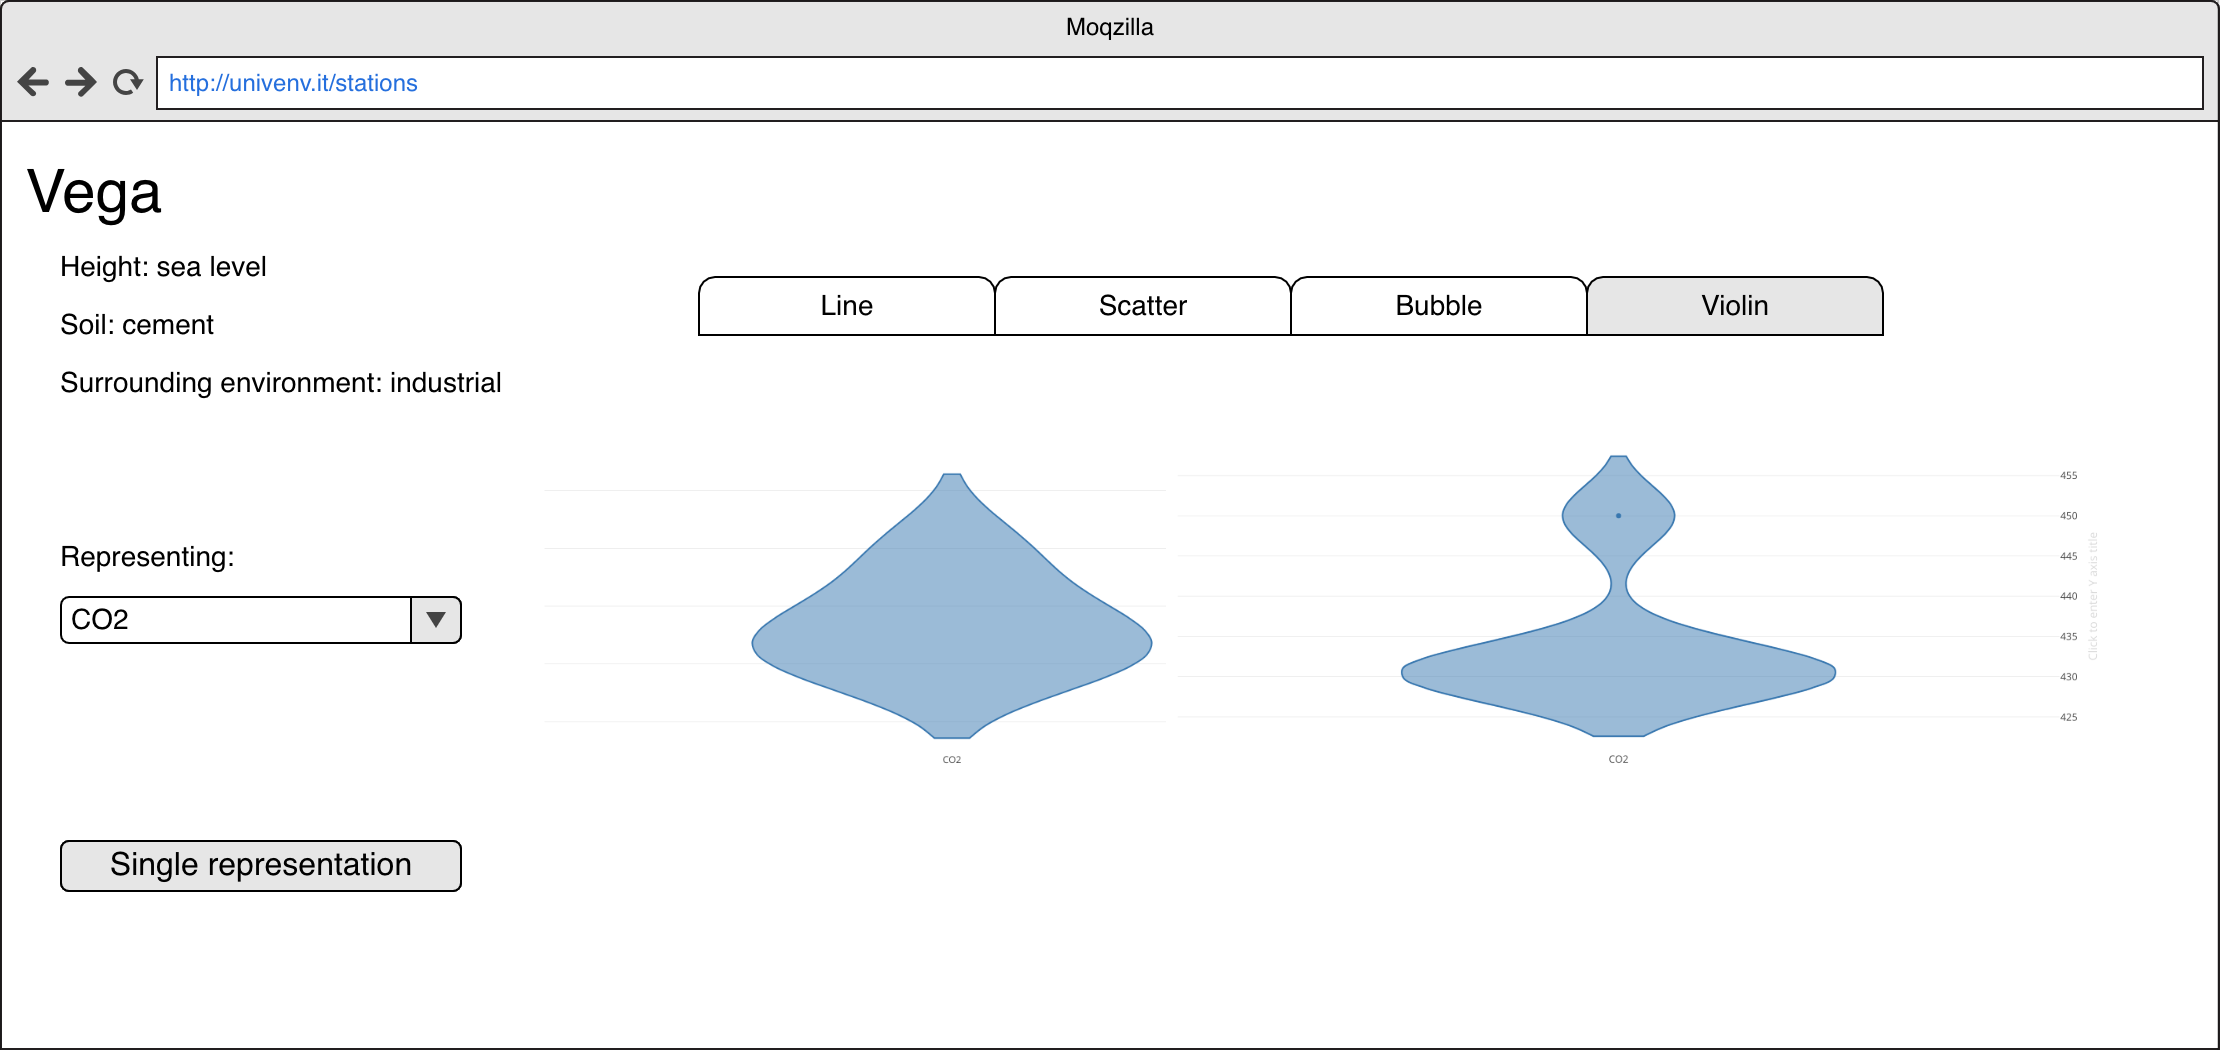 Moqzilla
http://univenv.it/stations
Vega
Height: sea level
Soil: cement
Surrounding environment: industrial
Line
Scatter
Bubble
Violin
Representing:
CO2
Single representation
CO2
CO2
455
450
445
440
435
430
425
Click to enter Y axis title